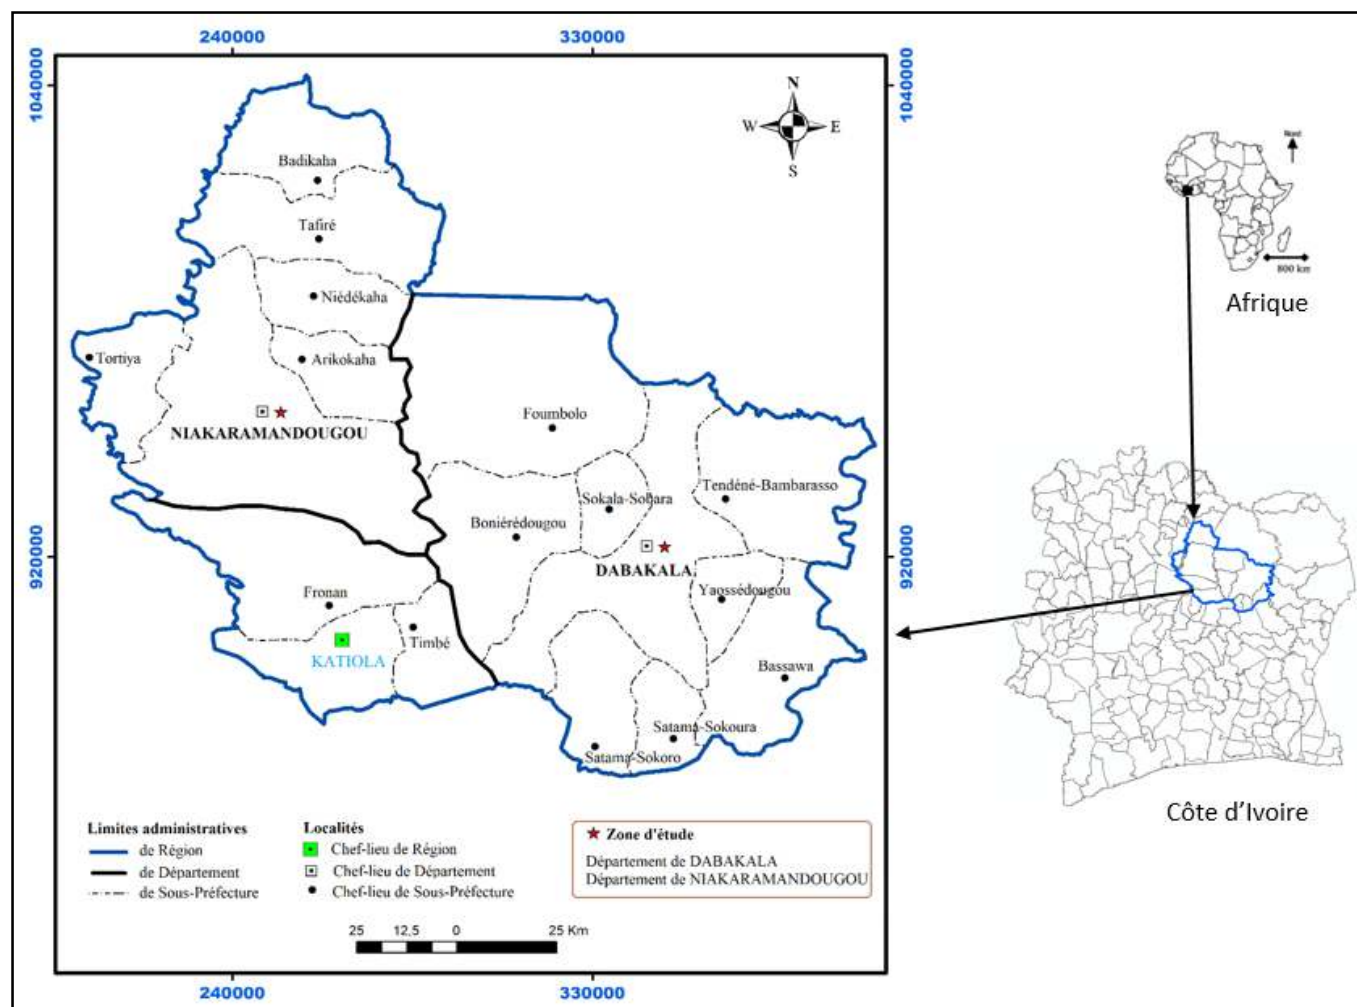 240000
330000
1040000
1040000
N
W
E
S
Badikaha
Tafiré
Niédékaha
Tortiya
Arikokaha
NIAKARAMANDOUGOU
Foumbolo
Sokala-Sobara
Tendéné-Bambarasso
Boniérédougou
920000
920000
DABAKALA
Fronan
Yaossédougou
Timbé
KATIOLA
Bassawa
Satama-Sokoura
Satama-Sokoro
Limites administratives
de Région
de Département
de Sous-Préfecture
Localités
Chef-lieu de Région
Chef-lieu de Département
Chef-lieu de Sous-Préfecture
Zone d'étude
Département de DABAKALA
Département de NIAKARAMANDOUGOU
25 12,5 0 25 Km
240000
330000
Nord
800 km
Afrique
Côte d'Ivoire